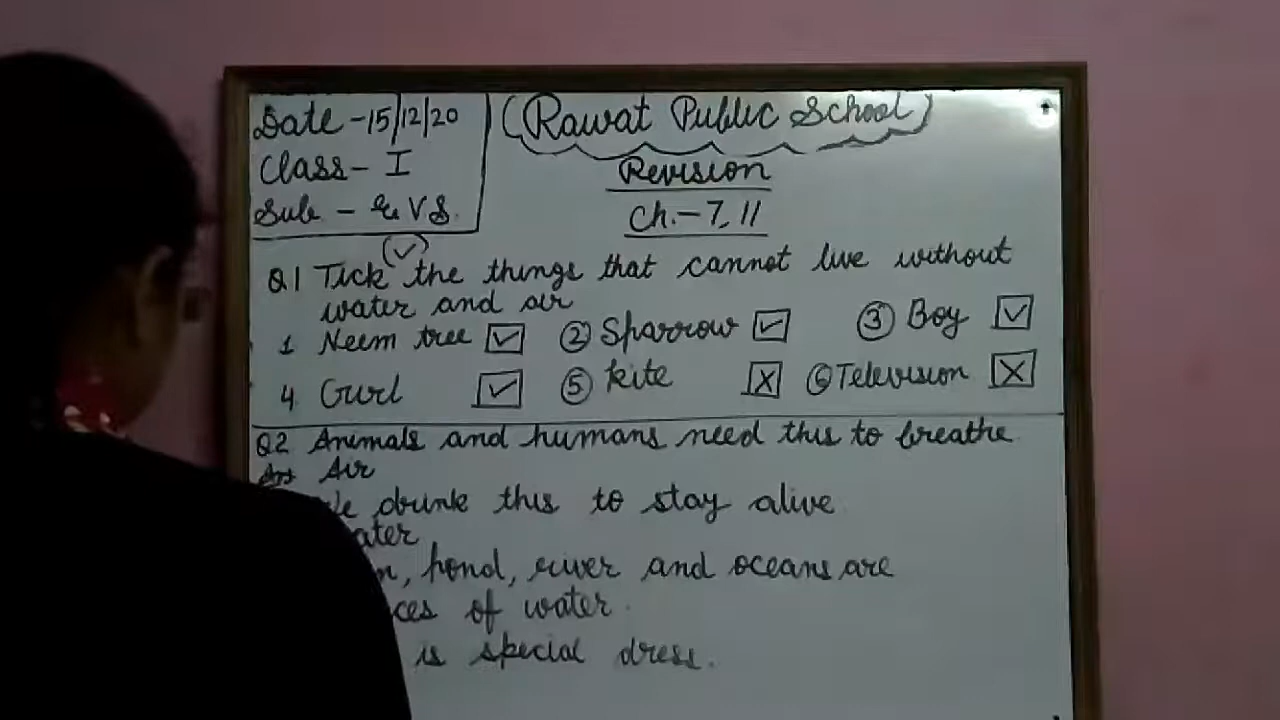 Date - 15/12/20
Class - I
Sub - E.V.S.
(Rawat Public School)
Revision
Ch. - 7, 11
(✓)
Q1 Tick the things that cannot live without
water and air
1 Neem tree ☑ ② Sparrow ☑ ③ Boy ☑
4 Girl ☑ ⑤ kite ☒ ⑥ Television ☒
Q2 Animals and humans need this to breathe
Ans Air
drink this to stay alive
pond, river and oceans are
of water.
is special dress.